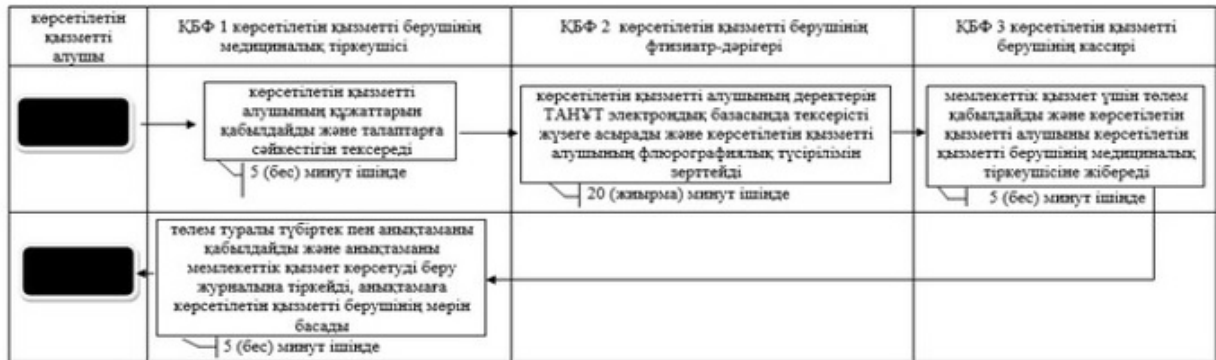 көрсетілетін
қызметті
алушы
ҚБФ 1 көрсетілетін қызметті берушінің
медициналық тіркеушісі
ҚБФ 2 көрсетілетін қызметті берушінің
фтизиатр-дәрігері
ҚБФ 3 көрсетілетін қызметті
берушінің кассирі
көрсетілетін қызметті
алушының құжаттарын
қабылдайды және талаптарға
сәйкестігін тексереді
5 (бес) минут ішінде
көрсетілетін қызметті алушының деректерін
ТАНҰТ электрондық базасында тексерісті
жүзеге асырады және көрсетілетін қызметті
алушының флюрографиялық түсірілімін
зерттейді
20 (жиырма) минут ішінде
мемлекеттік қызмет үшін төлем
қабылдайды және көрсетілетін
қызметті алушыны көрсетілетін
қызметті берушінің медициналық
тіркеушісіне жібереді
5 (бес) минут ішінде
төлем туралы түбіртек пен анықтаманы
қабылдайды және анықтаманы
мемлекеттік қызмет көрсетуді беру
журналына тіркейді, анықтамаға
көрсетілетін қызметті берушінің мөрін
басады
5 (бес) минут ішінде